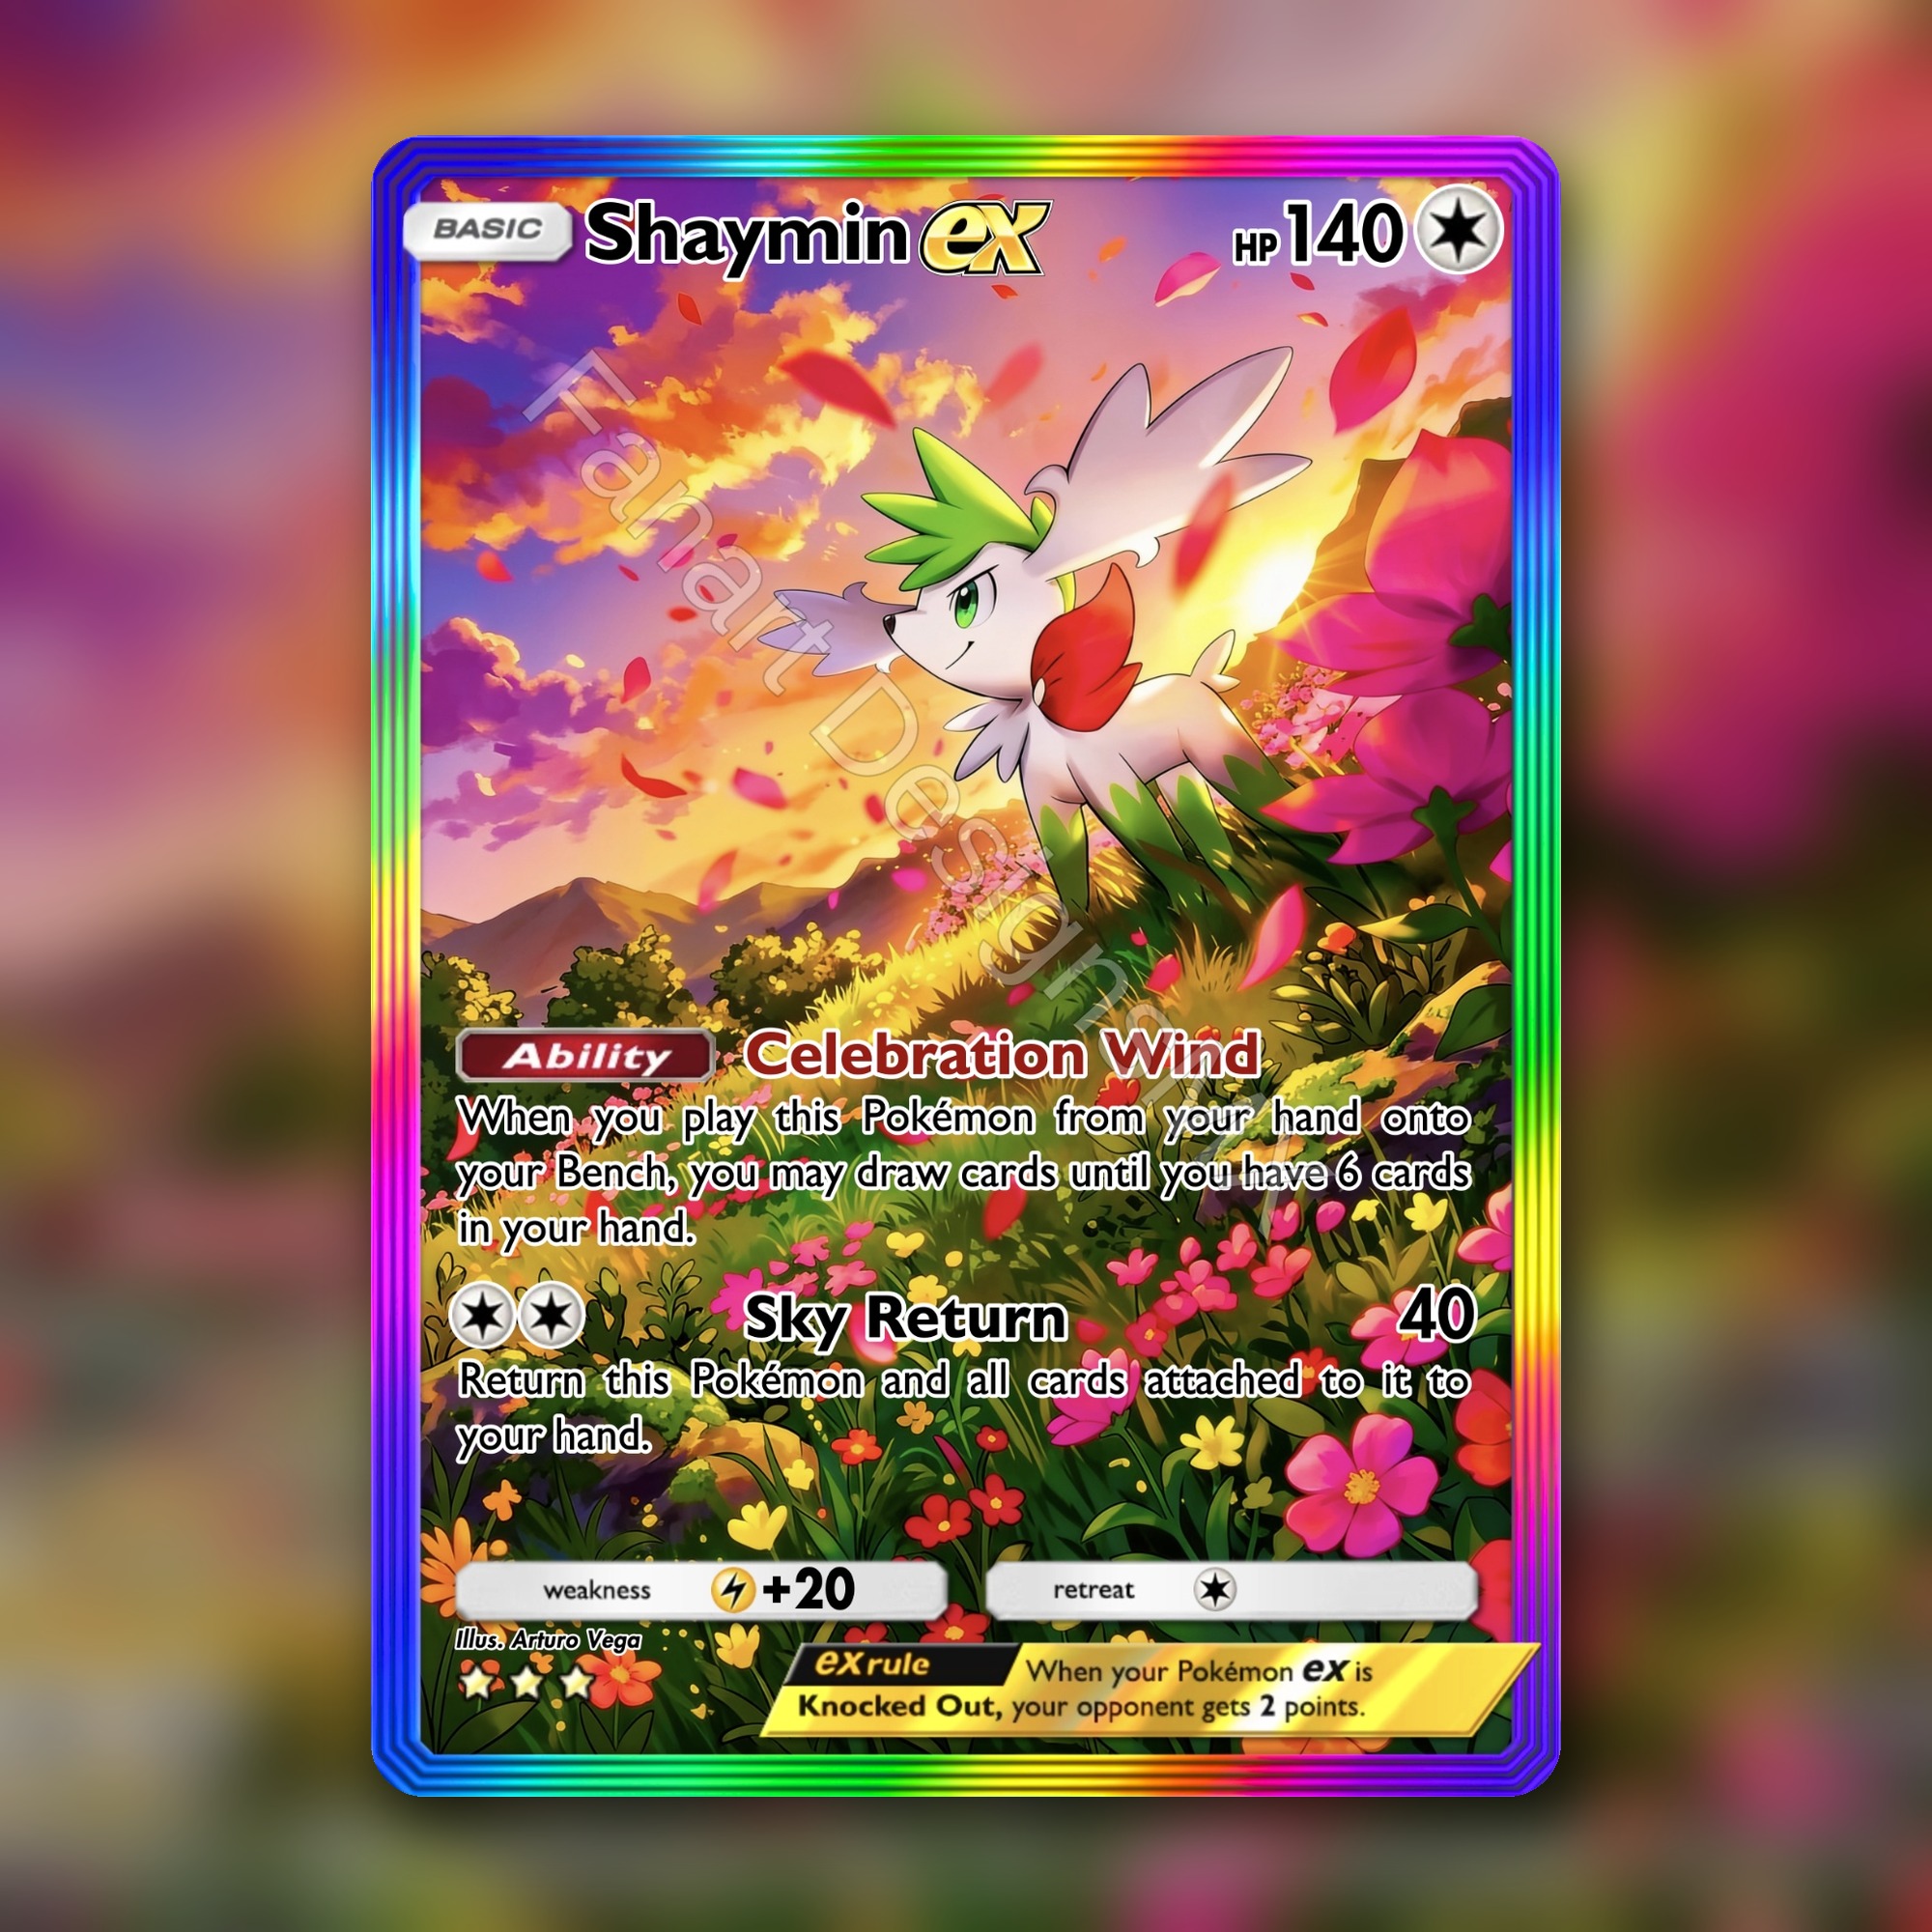 BASIC Shaymin ex HP 140
Fanart Designs
Ability Celebration Wind
When you play this Pokémon from your hand onto
your Bench, you may draw cards until you have 6 cards
in your hand.
Sky Return 40
Return this Pokémon and all cards attached to it to
your hand.
weakness +20 retreat
Illus. Arturo Vega
ex rule When your Pokémon ex is
Knocked Out, your opponent gets 2 points.